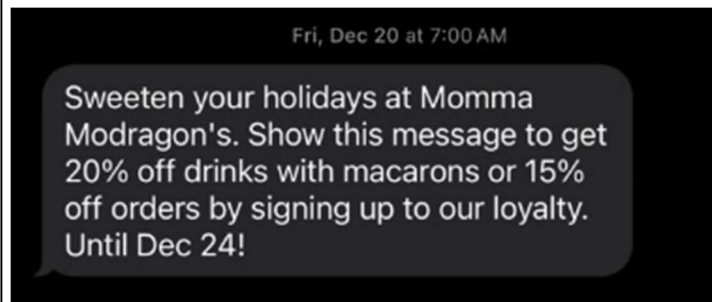 Fri, Dec 20 at 7:00 AM
Sweeten your holidays at Momma
Modragon's. Show this message to get
20% off drinks with macarons or 15%
off orders by signing up to our loyalty.
Until Dec 24!